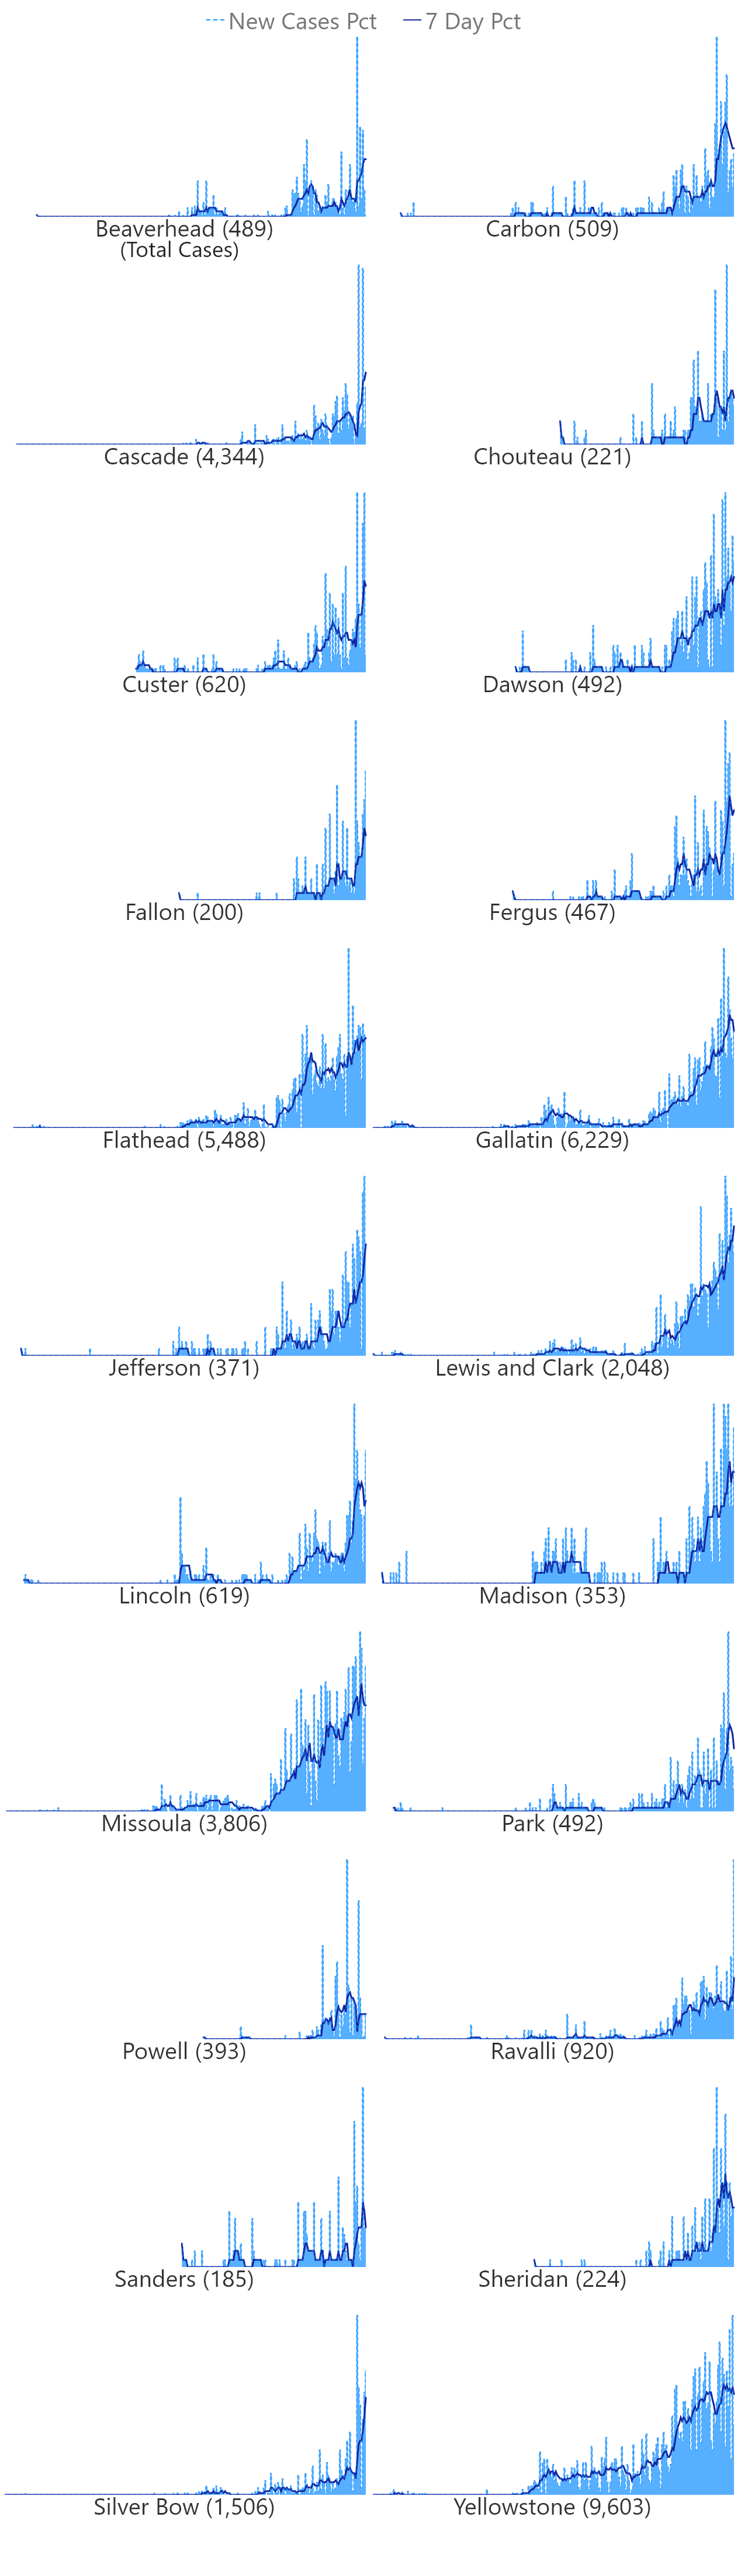 New Cases Pct 7 Day Pct
Beaverhead (489) Carbon (509)
(Total Cases)
Cascade (4,344) Chouteau (221)
Custer (620) Dawson (492)
Fallon (200) Fergus (467)
Flathead (5,488) Gallatin (6,229)
Jefferson (371) Lewis and Clark (2,048)
Lincoln (619) Madison (353)
Missoula (3,806) Park (492)
Powell (393) Ravalli (920)
Sanders (185) Sheridan (224)
Silver Bow (1,506) Yellowstone (9,603)